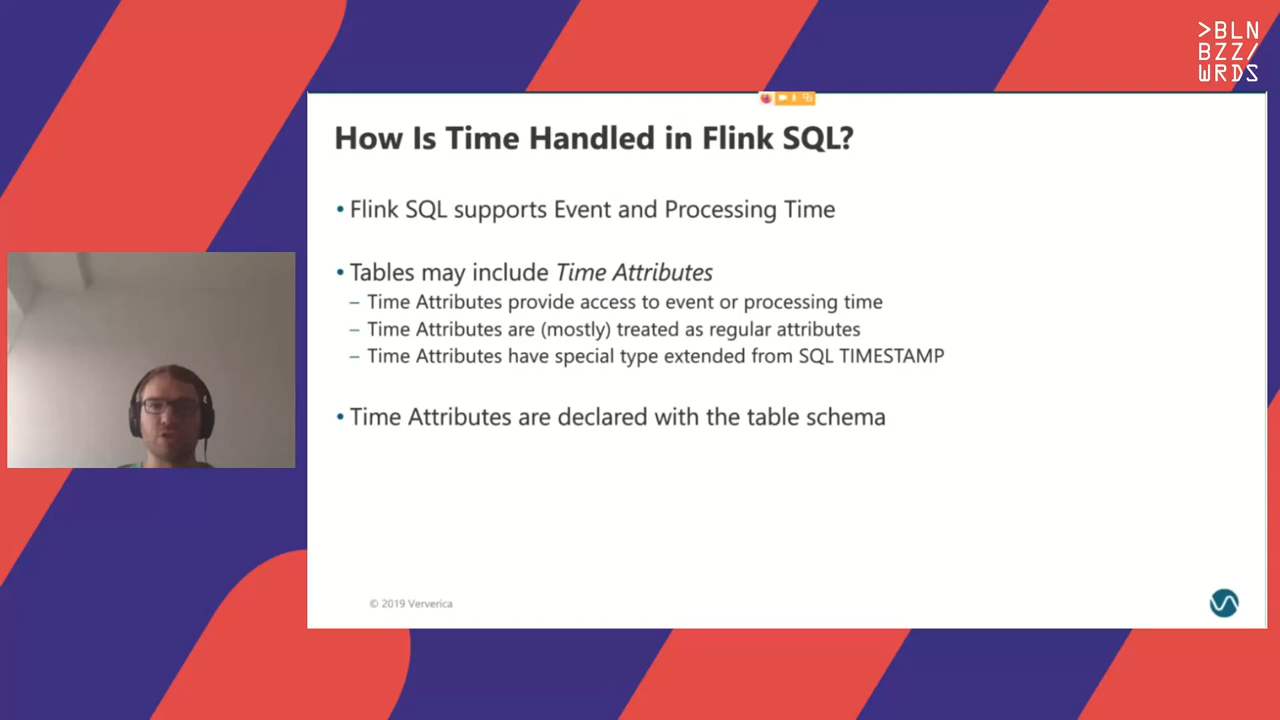 >BLN
BZZ/
WRDS
How Is Time Handled in Flink SQL?
• Flink SQL supports Event and Processing Time
• Tables may include Time Attributes
– Time Attributes provide access to event or processing time
– Time Attributes are (mostly) treated as regular attributes
– Time Attributes have special type extended from SQL TIMESTAMP
• Time Attributes are declared with the table schema
© 2019 Ververica